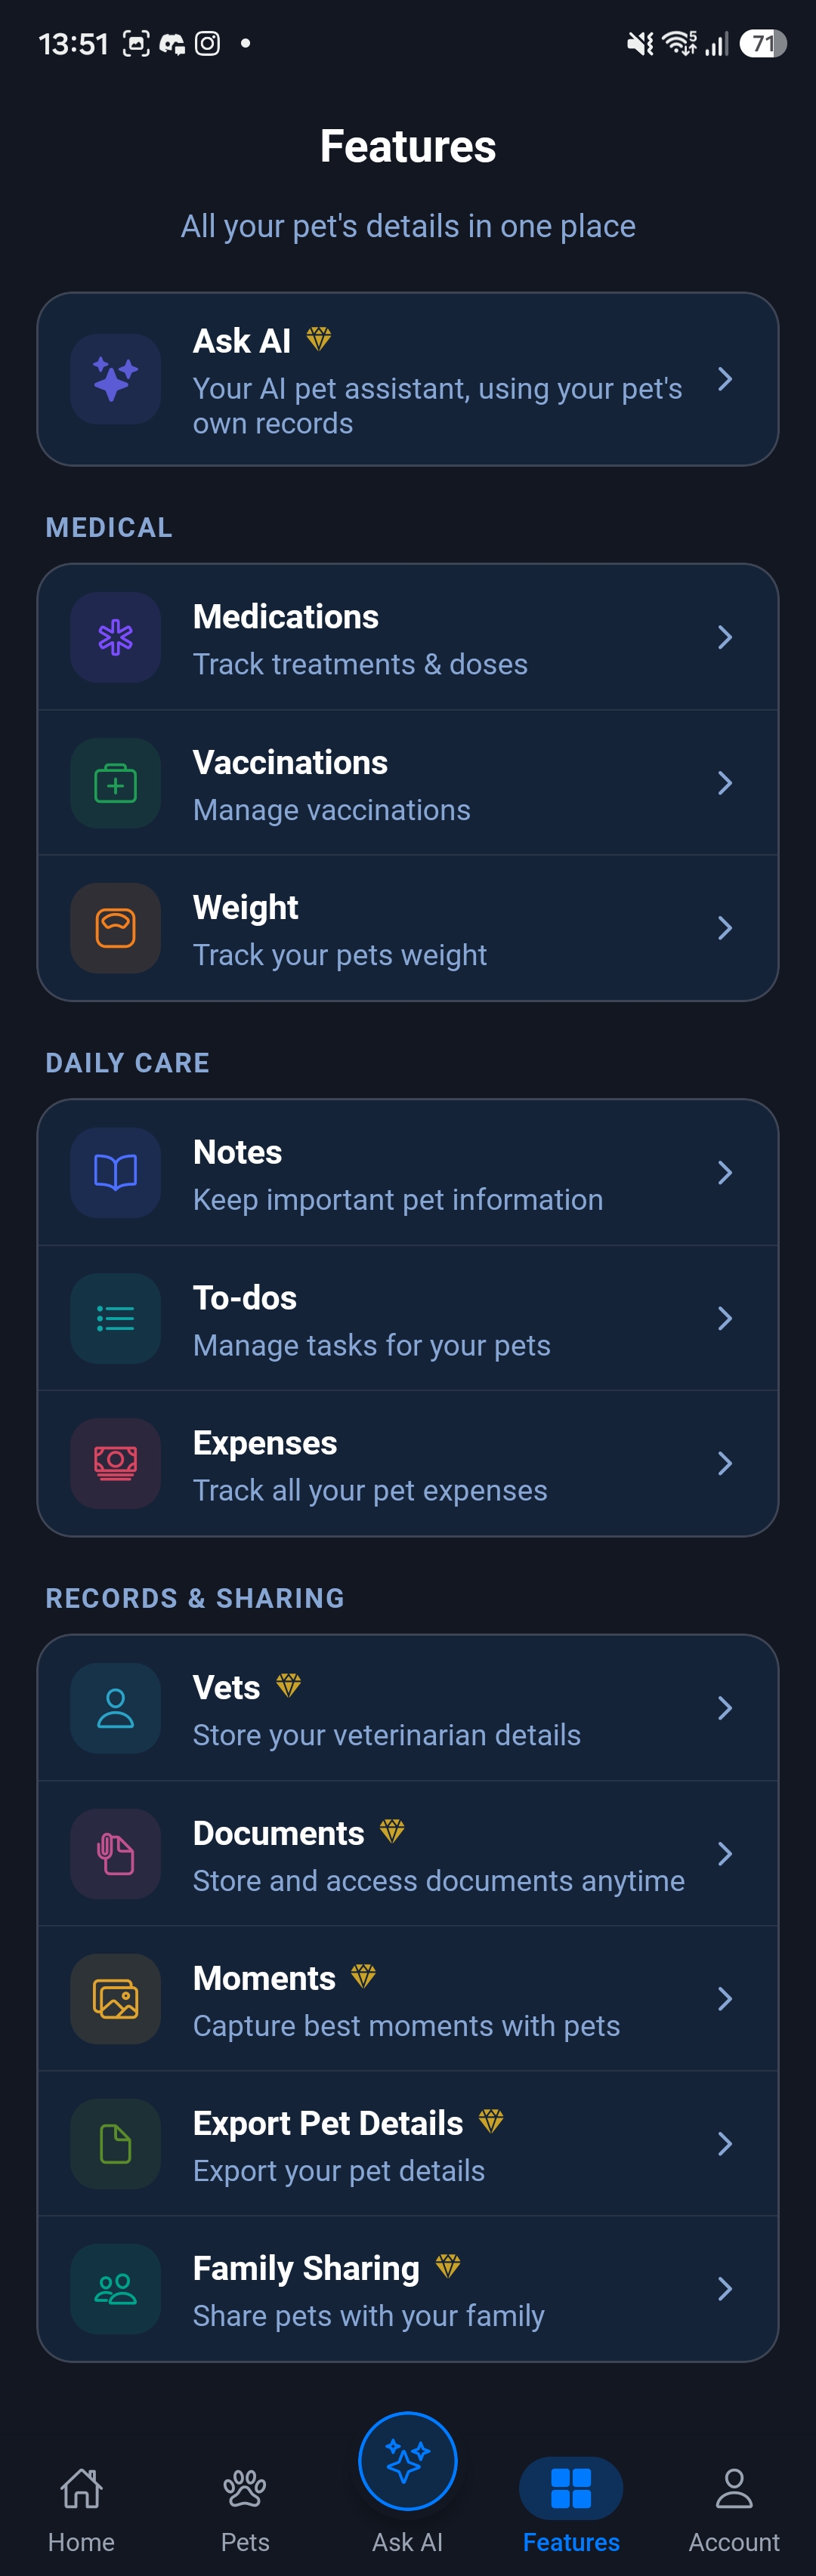 13:51
5
71
Features
All your pet's details in one place
Ask AI
Your AI pet assistant, using your pet's
own records
MEDICAL
Medications
Track treatments & doses
Vaccinations
Manage vaccinations
Weight
Track your pets weight
DAILY CARE
Notes
Keep important pet information
To-dos
Manage tasks for your pets
Expenses
Track all your pet expenses
RECORDS & SHARING
Vets
Store your veterinarian details
Documents
Store and access documents anytime
Moments
Capture best moments with pets
Export Pet Details
Export your pet details
Family Sharing
Share pets with your family
Home
Pets
Ask AI
Features
Account